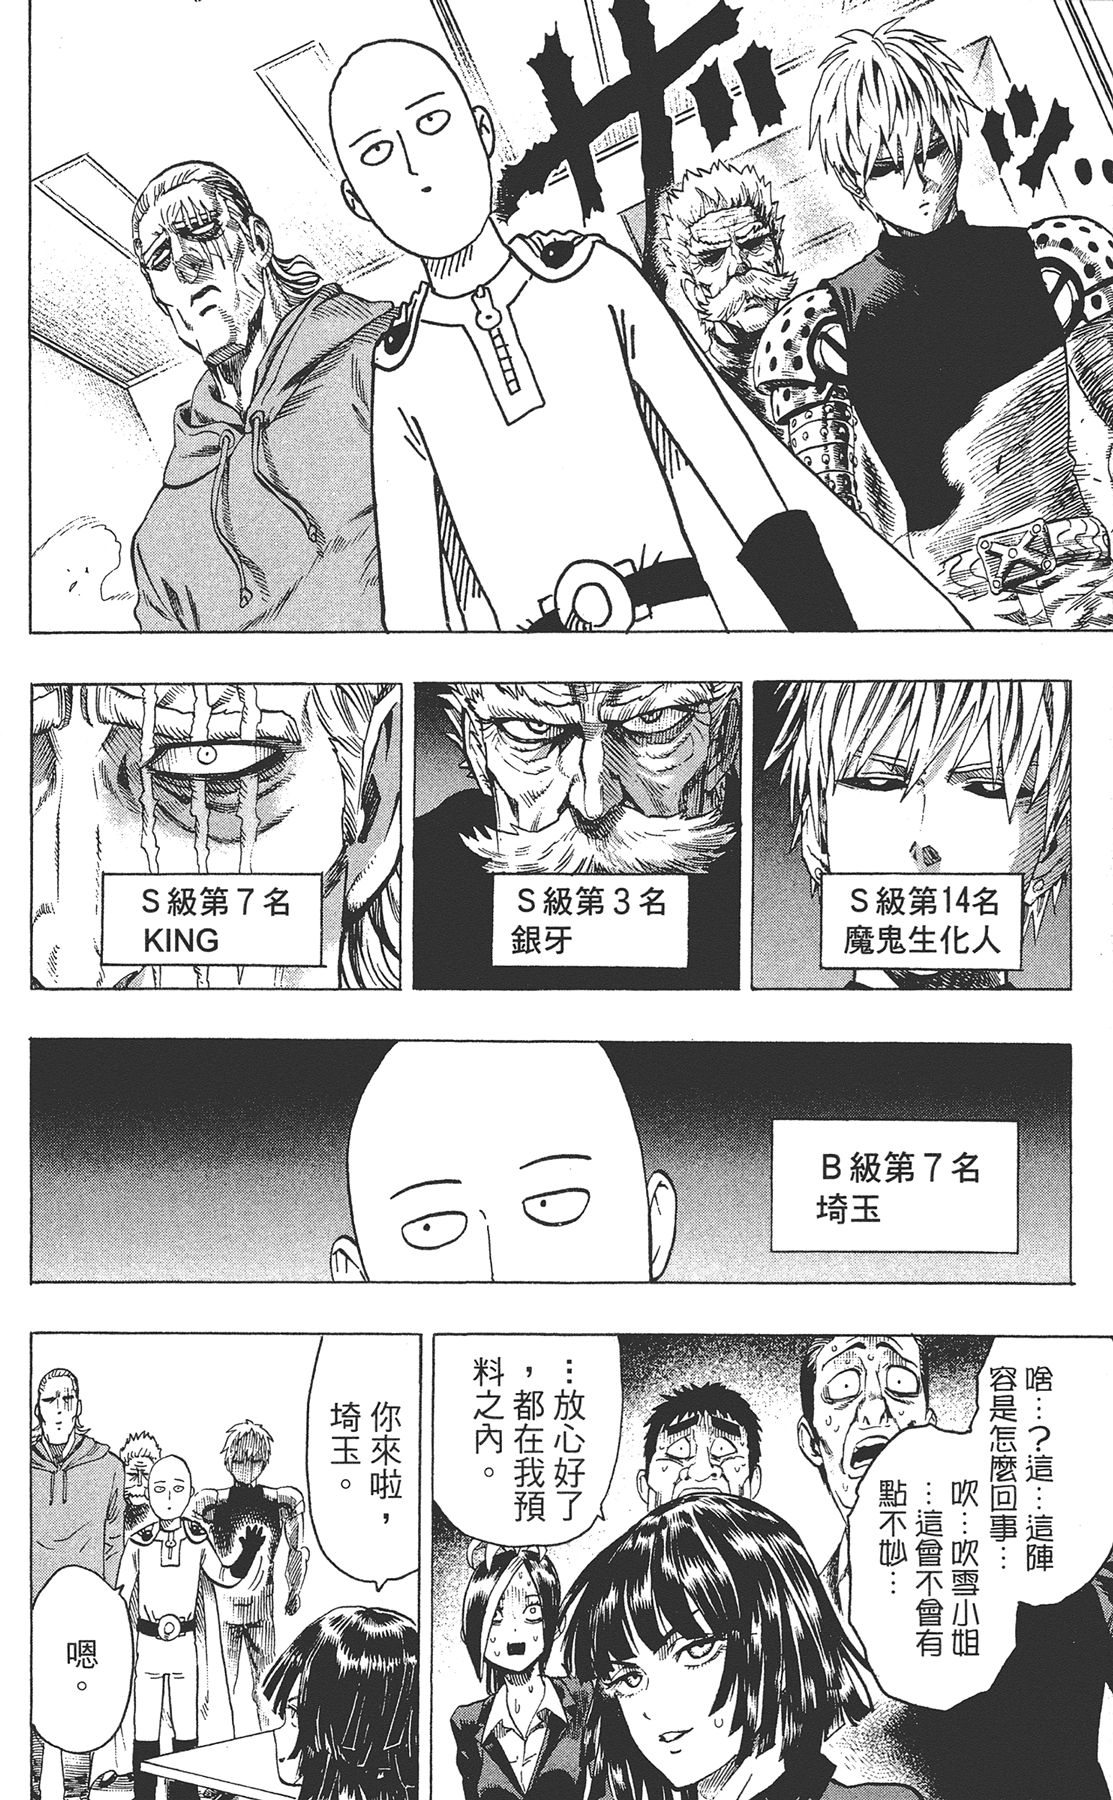 ザッ
S級第14名
魔鬼生化人
S級第3名
銀牙
S級第7名
KING
B級第7名
埼玉
啥…？這…這陣
容是怎麼回事…
吹…吹雪小姐
…這會不會有
點不妙…
…放心好了
，都在我預
料之內。
你來啦，
埼玉。
嗯。